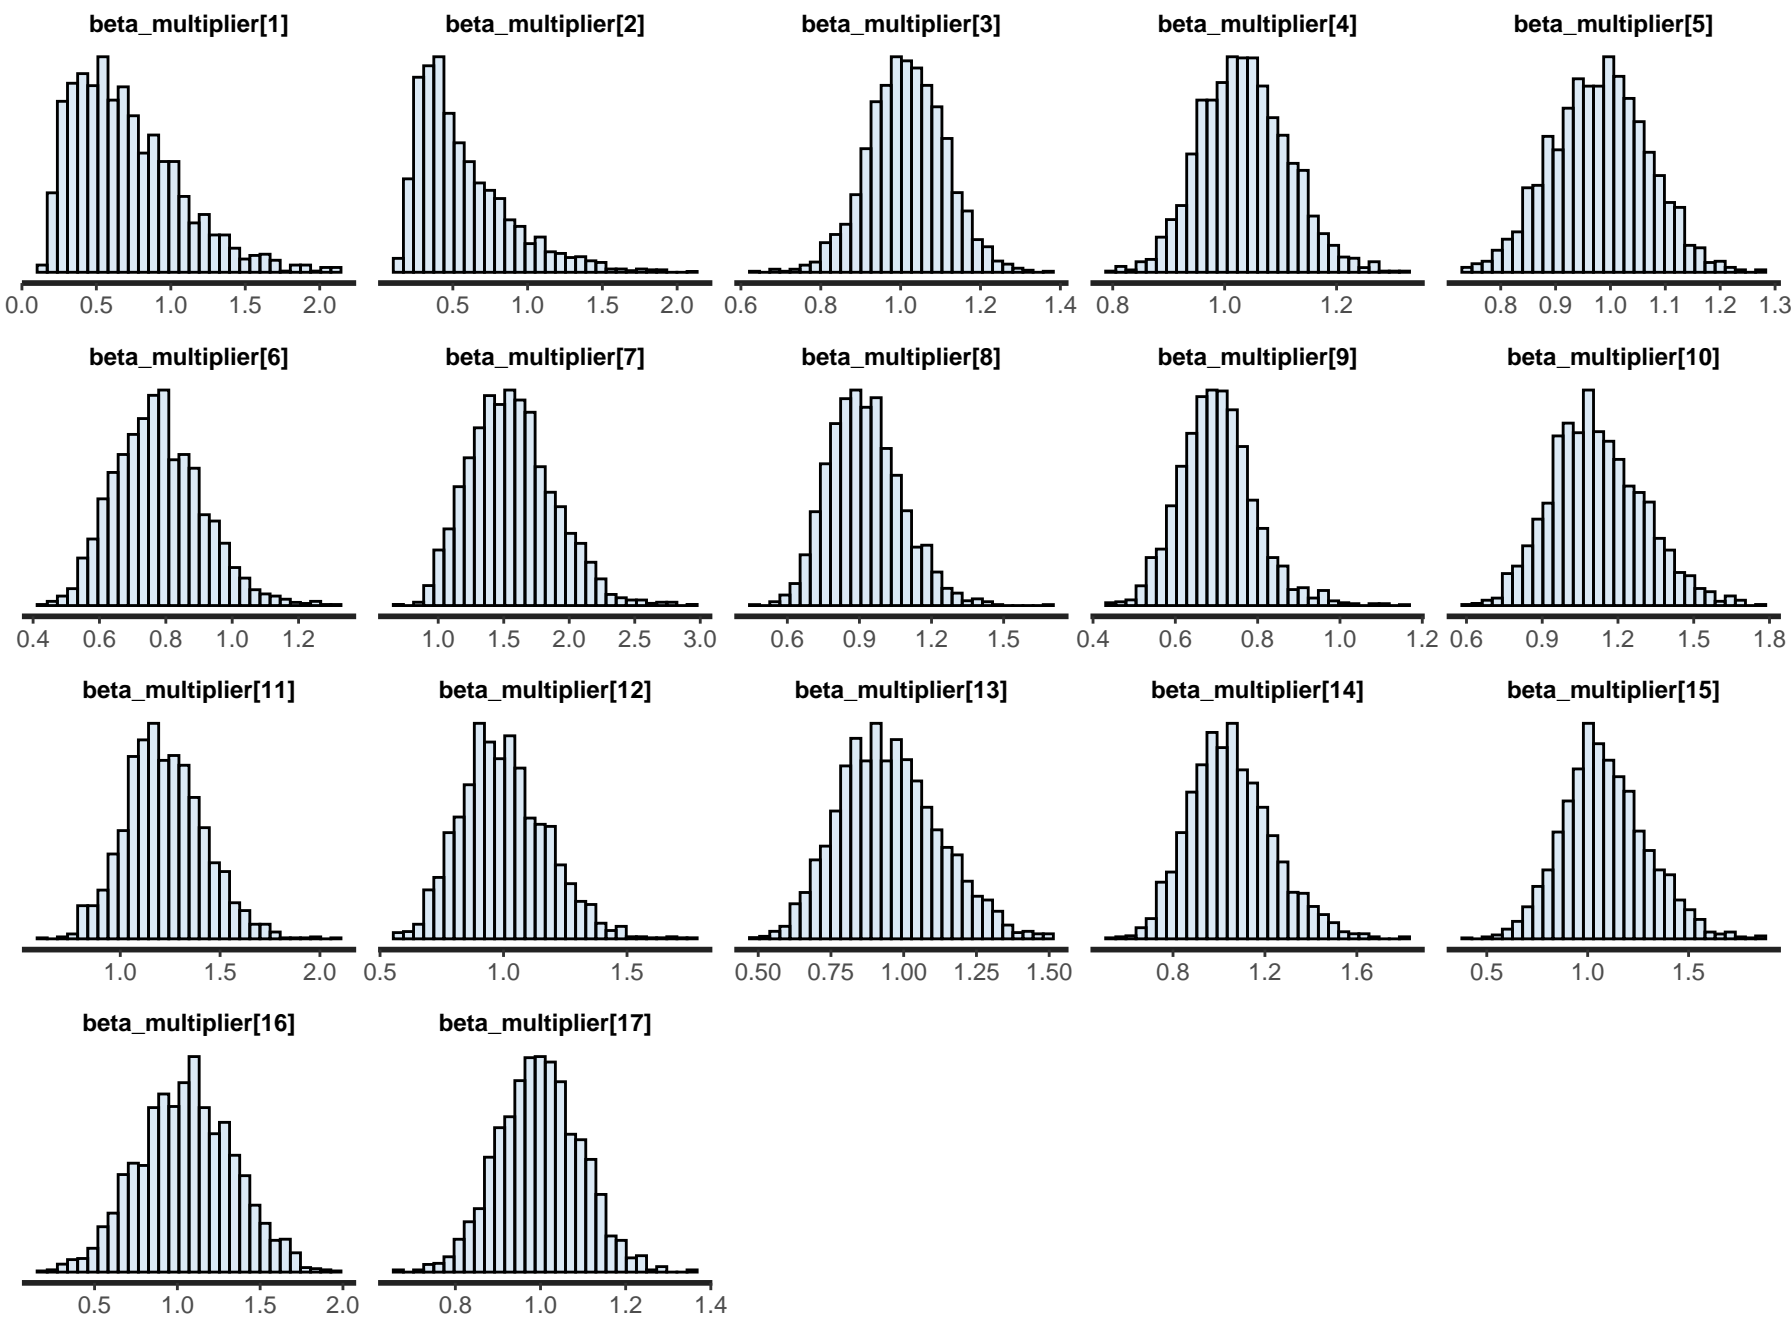 beta_multiplier[1] beta_multiplier[2] beta_multiplier[3] beta_multiplier[4] beta_multiplier[5]
0.0 0.5 1.0 1.5 2.0 0.5 1.0 1.5 2.0 0.6 0.8 1.0 1.2 1.4 0.8 1.0 1.2 0.8 0.9 1.0 1.1 1.2 1.3
beta_multiplier[6] beta_multiplier[7] beta_multiplier[8] beta_multiplier[9] beta_multiplier[10]
0.4 0.6 0.8 1.0 1.2 1.0 1.5 2.0 2.5 3.0 0.6 0.9 1.2 1.5 0.4 0.6 0.8 1.0 1.2 0.6 0.9 1.2 1.5 1.8
beta_multiplier[11] beta_multiplier[12] beta_multiplier[13] beta_multiplier[14] beta_multiplier[15]
1.0 1.5 2.0 0.5 1.0 1.5 0.50 0.75 1.00 1.25 1.50 0.8 1.2 1.6 0.5 1.0 1.5
beta_multiplier[16] beta_multiplier[17]
0.5 1.0 1.5 2.0 0.8 1.0 1.2 1.4